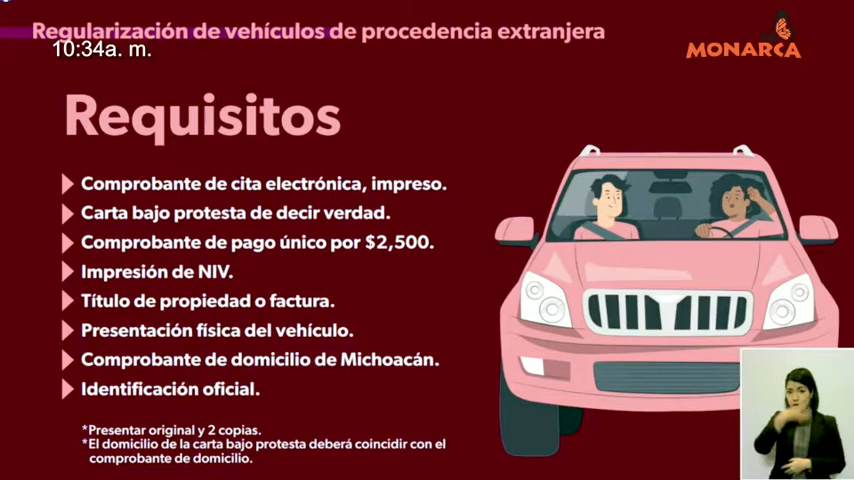 Regularización de vehículos de procedencia extranjera
10:34a. m.
MONARCA
Requisitos
Comprobante de cita electrónica, impreso.
Carta bajo protesta de decir verdad.
Comprobante de pago único por $2,500.
Impresión de NIV.
Título de propiedad o factura.
Presentación física del vehículo.
Comprobante de domicilio de Michoacán.
Identificación oficial.
*Presentar original y 2 copias.
*El domicilio de la carta bajo protesta deberá coincidir con el
comprobante de domicilio.